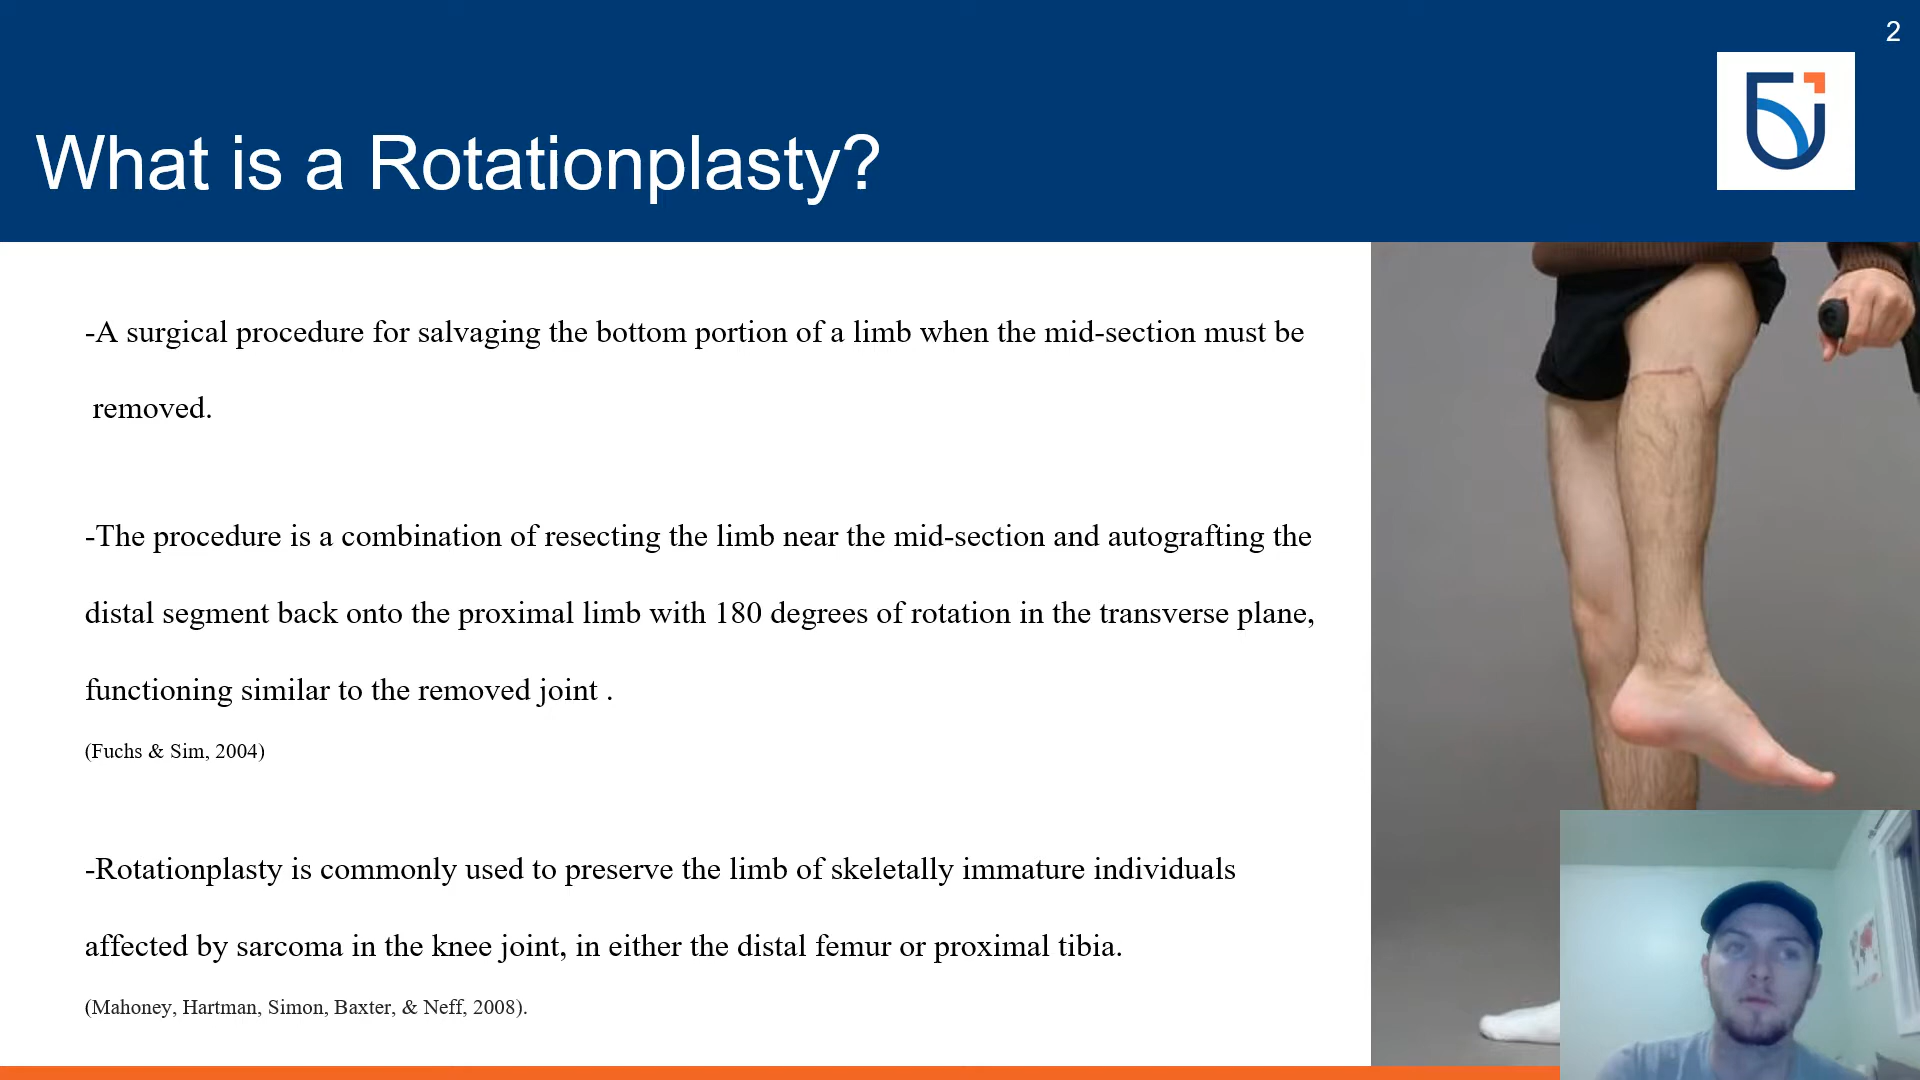 2
What is a Rotationplasty?
-A surgical procedure for salvaging the bottom portion of a limb when the mid-section must be
removed.
-The procedure is a combination of resecting the limb near the mid-section and autografting the
distal segment back onto the proximal limb with 180 degrees of rotation in the transverse plane,
functioning similar to the removed joint .
(Fuchs & Sim, 2004)
-Rotationplasty is commonly used to preserve the limb of skeletally immature individuals
affected by sarcoma in the knee joint, in either the distal femur or proximal tibia.
(Mahoney, Hartman, Simon, Baxter, & Neff, 2008).